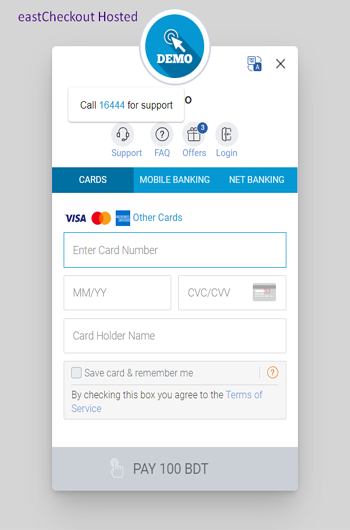 eastCheckout Hosted
DEMO
A
o
Call 16444 for support
3
Support FAQ Offers Login
CARDS MOBILE BANKING NET BANKING
VISA Other Cards
Enter Card Number
MM/YY CVC/CVV
Card Holder Name
Save card & remember me ?
By checking this box you agree to the Terms of
Service
PAY 100 BDT